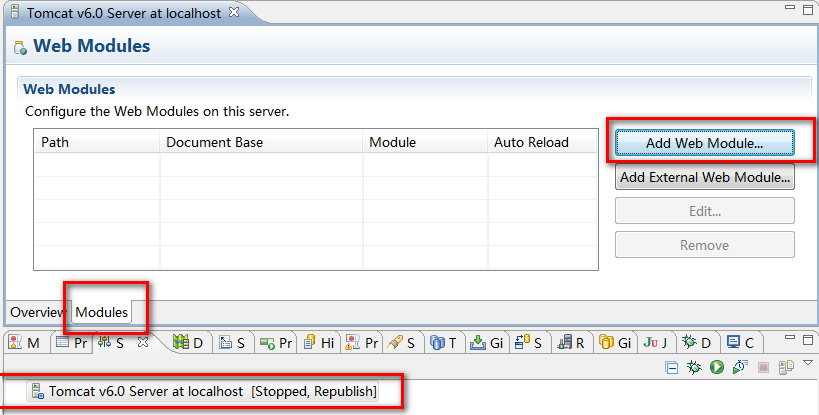 Tomcat v6.0 Server at localhost
Web Modules
Web Modules
Configure the Web Modules on this server.
Path Document Base Module Auto Reload
Add Web Module...
Add External Web Module...
Edit...
Remove
Overview Modules
M Pr S D S Pr Hi Pr S T Gi S R Gi Ju J D C
Tomcat v6.0 Server at localhost [Stopped, Republish]